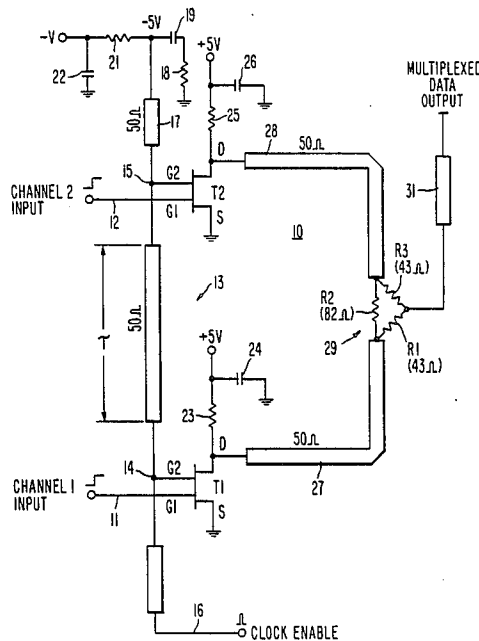 -V
-5V
19
21
22
18
+5V
26
25
50Ω
17
MULTIPLEXED
DATA
OUTPUT
28
50Ω
D
15
G2
T2
31
CHANNEL 2
INPUT
12
G1
S
10
R3
(43Ω)
R2
(82Ω)
13
50Ω
T
29
R1
(43Ω)
+5V
24
23
D
50Ω
27
14
G2
T1
CHANNEL 1
INPUT
11
G1
S
16
CLOCK ENABLE